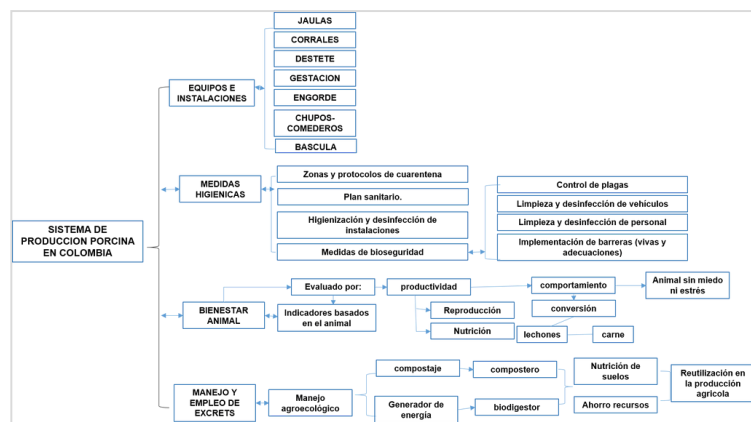 JAULAS
CORRALES
DESTETE
GESTACION
ENGORDE
CHUPOS-
COMEDEROS
BASCULA
EQUIPOS E
INSTALACIONES
MEDIDAS
HIGIENICAS
Zonas y protocolos de cuarentena
Plan sanitario.
Higienización y desinfección de
instalaciones
Medidas de bioseguridad
Control de plagas
Limpieza y desinfección de vehículos
Limpieza y desinfección de personal
Implementación de barreras (vivas y
adecuaciones)
SISTEMA DE
PRODUCCION PORCINA
EN COLOMBIA
BIENESTAR
ANIMAL
Evaluado por:
Indicadores basados
en el animal
productividad
Reproducción
Nutrición
comportamiento
conversión
lechones
carne
Animal sin miedo
ni estrés
MANEJO Y
EMPLEO DE
EXCRETS
Manejo
agroecológico
compostaje
compostero
Generador de
energía
biodigestor
Nutrición de
suelos
Ahorro recursos
Reutilización en
la producción
agricola